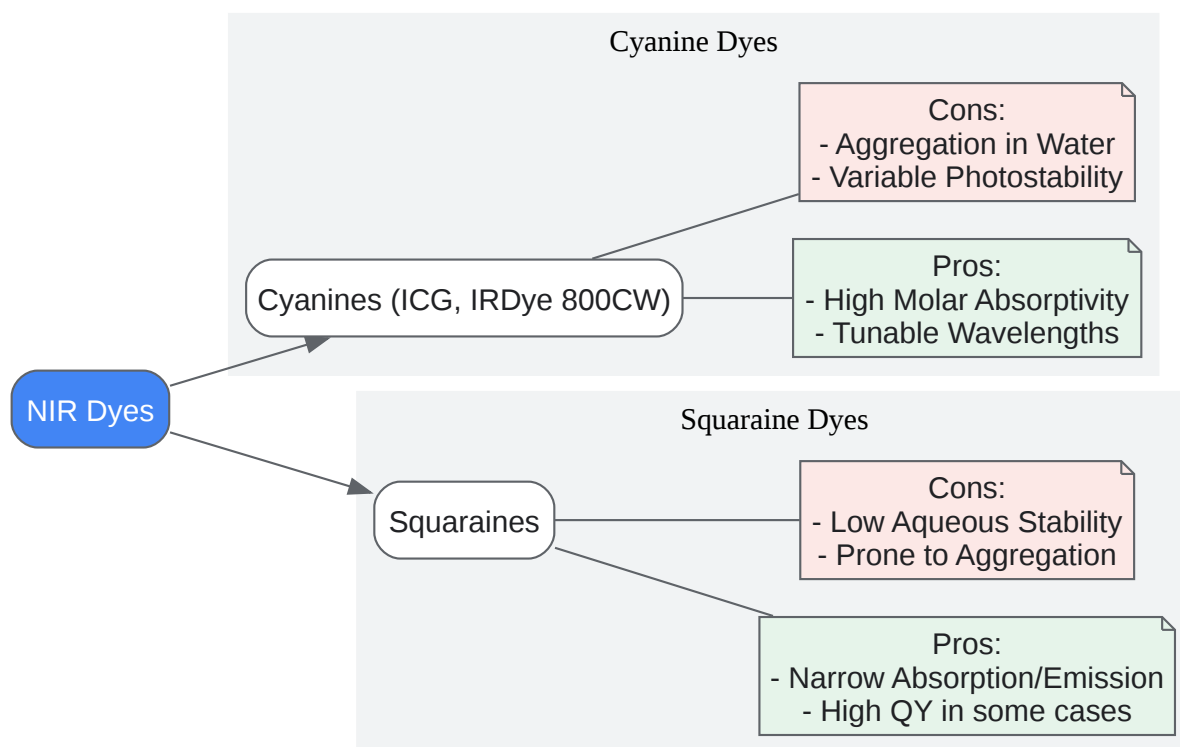 Cyanine Dyes
Cons:
- Aggregation in Water
- Variable Photostability
Cyanines (ICG, IRDye 800CW)
Pros:
- High Molar Absorptivity
- Tunable Wavelengths
NIR Dyes
Squaraine Dyes
Squaraines
Cons:
- Low Aqueous Stability
- Prone to Aggregation
Pros:
- Narrow Absorption/Emission
- High QY in some cases